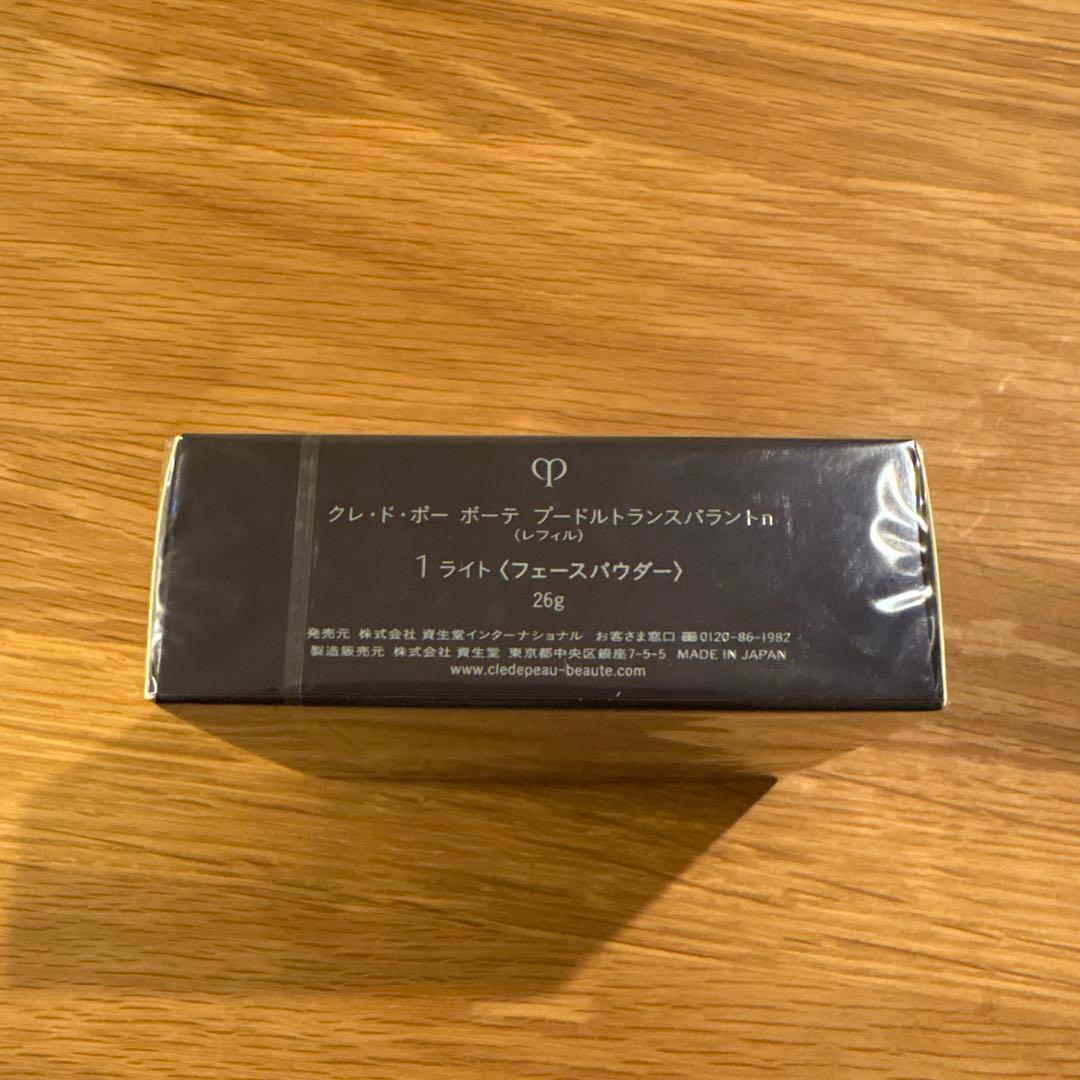 クレ・ド・ポー ボーテ プードルトランスパラントn
（レフィル）
1 ライト〈フェースパウダー〉
26g
発売元 株式会社 資生堂インターナショナル お客さま窓口 0120-86-1982
製造販売元 株式会社 資生堂 東京都中央区銀座7-5-5 MADE IN JAPAN
www.cledepeau-beaute.com